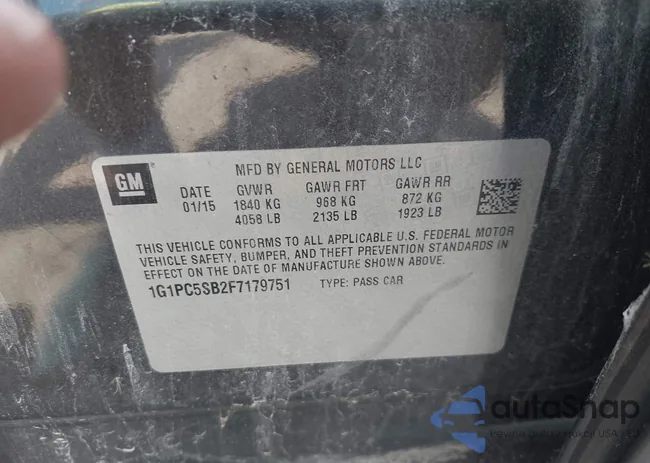 GM
MFD BY GENERAL MOTORS LLC
DATE GVWR GAWR FRT GAWR RR
01/15 1840 KG 968 KG 872 KG
4058 LB 2135 LB 1923 LB
THIS VEHICLE CONFORMS TO ALL APPLICABLE U.S. FEDERAL MOTOR
VEHICLE SAFETY, BUMPER, AND THEFT PREVENTION STANDARDS IN
EFFECT ON THE DATE OF MANUFACTURE SHOWN ABOVE.
1G1PC5SB2F7179751 TYPE: PASS CAR
autoSnap